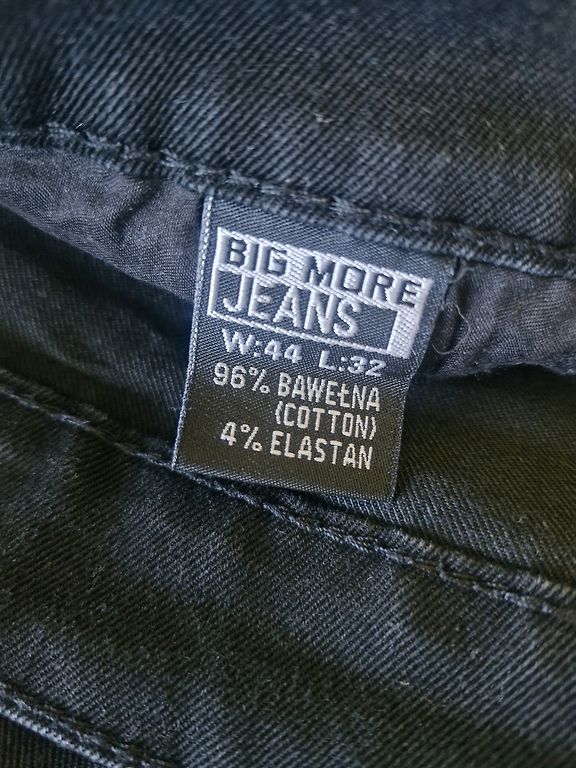 BIG MORE
JEANS
W:44 L:32
96% BAWEŁNA
(COTTON)
4% ELASTAN